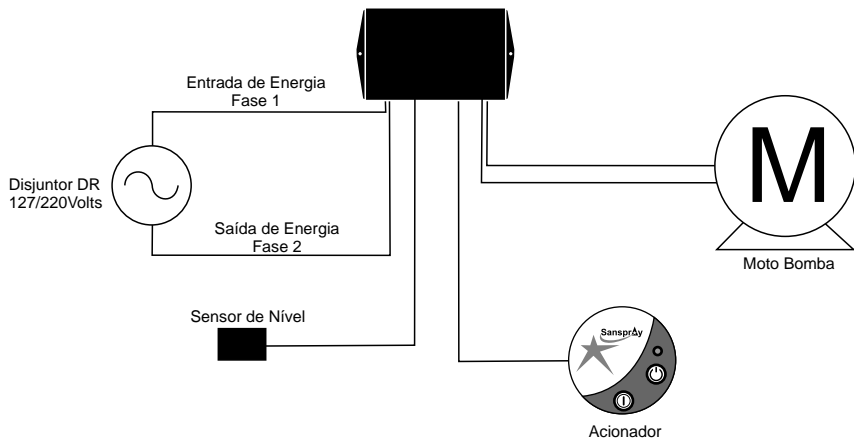 Entrada de Energia
Fase 1
Disjuntor DR
127/220Volts
Saída de Energia
Fase 2
Sensor de Nível
M
Moto Bomba
Sanspray
Acionador